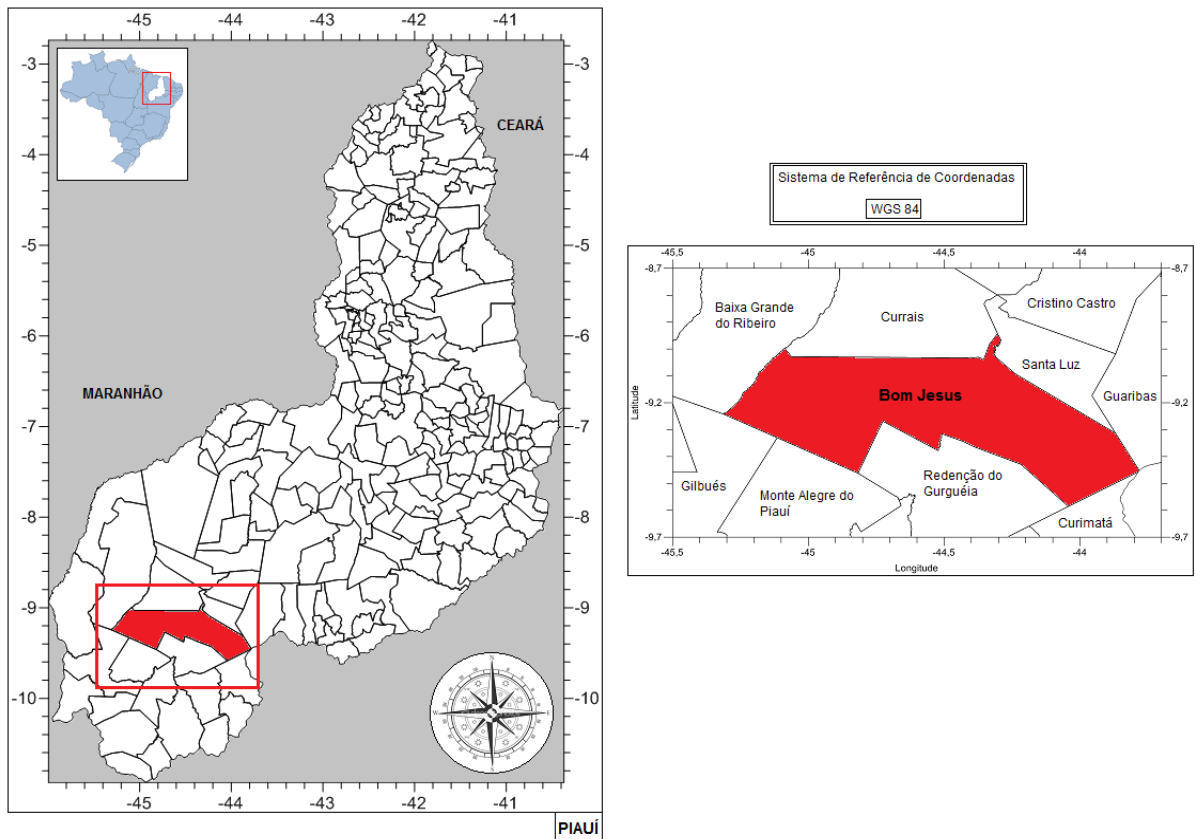 -45 -44 -43 -42 -41
-3 -3
-4 -4
-5 -5
-6 -6
-7 -7
-8 -8
-9 -9
-10 -10
-45 -44 -43 -42 -41
CEARÁ
MARANHÃO
N
W E
S
PIAUÍ
Sistema de Referência de Coordenadas
WGS 84
-45,5 -45 -44,5 -44
-8,7 -8,7
-9,2 -9,2
-9,7 -9,7
-45,5 -45 -44,5 -44
Latitude
Latitude
Longitude
Baixa Grande
do Ribeiro
Currais
Cristino Castro
Santa Luz
Bom Jesus
Guaribas
Gilbués
Monte Alegre do
Piauí
Redenção do
Gurguéia
Curimatá